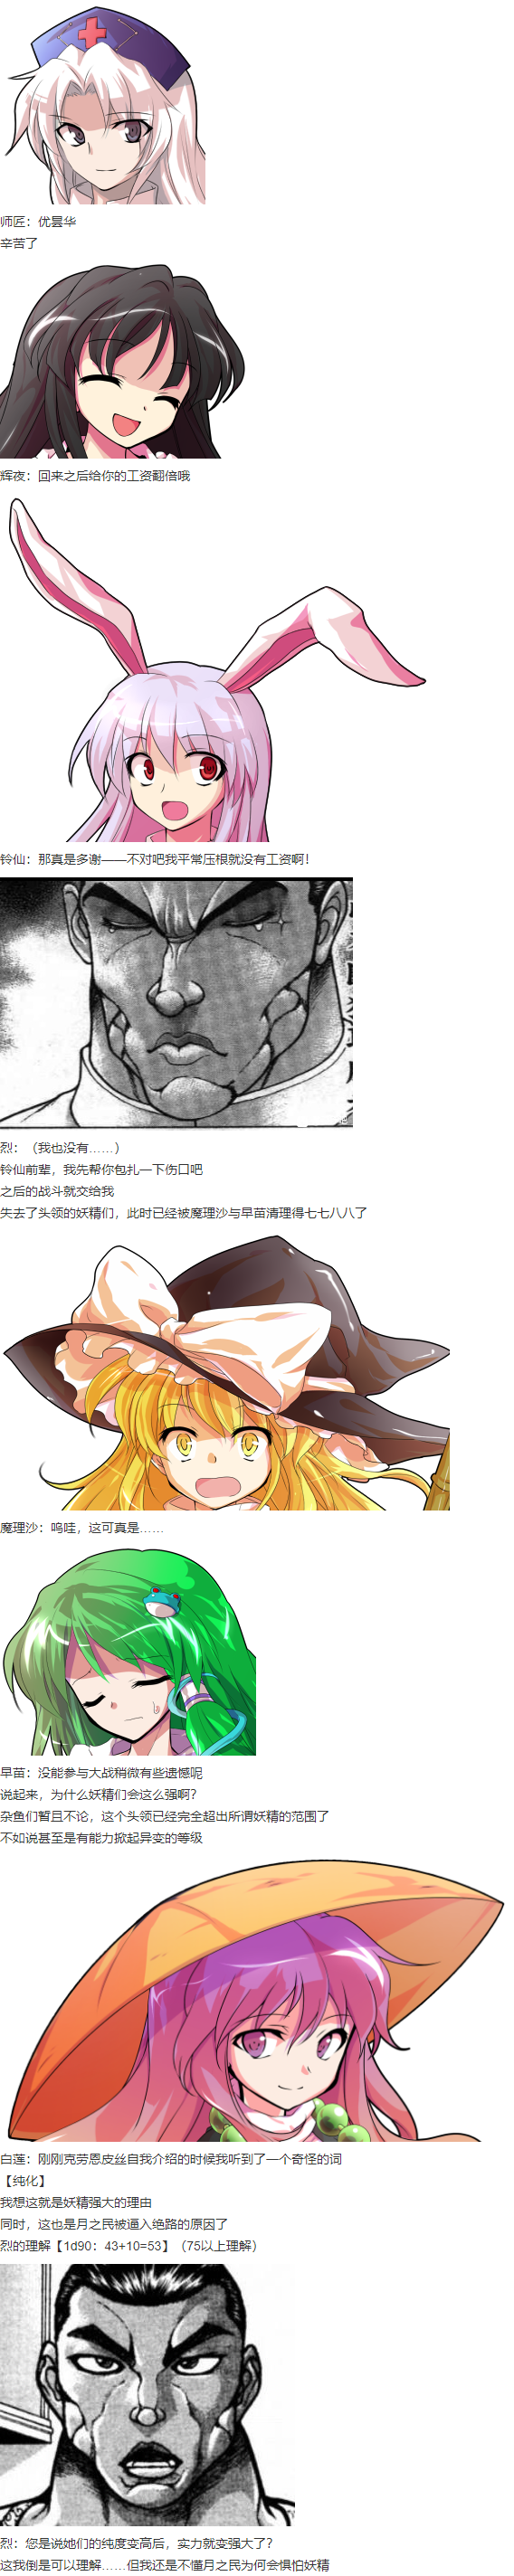 师匠：优昙华
辛苦了
辉夜：回来之后给你的工资翻倍哦
铃仙：那真是多谢——不对吧我平常压根就没有工资啊！
烈：（我也没有……）
铃仙前辈，我先帮你包扎一下伤口吧
之后的战斗就交给我
失去了头领的妖精们，此时已经被魔理沙与早苗清理得七七八八了
魔理沙：呜哇，这可真是……
早苗：没能参与大战稍微有些遗憾呢
说起来，为什么妖精们会这么强啊？
杂鱼们暂且不论，这个头领已经完全超出所谓妖精的范围了
不如说甚至是有能力掀起异变的等级
白莲：刚刚克劳恩皮丝自我介绍的时候我听到了一个奇怪的词
【纯化】
我想这就是妖精强大的理由
同时，这也是月之民被逼入绝路的原因了
烈的理解【1d90：43+10=53】（75以上理解）
烈：您是说她们的纯度变高后，实力就变强大了？
这我倒是可以理解……但我还是不懂月之民为何会惧怕妖精